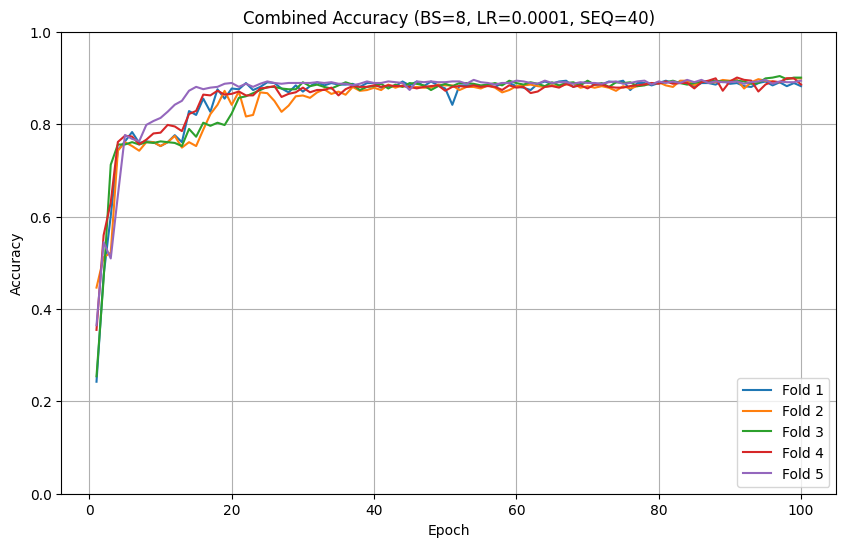 Combined Accuracy (BS=8, LR=0.0001, SEQ=40)
1.0
0.8
0.6
0.4
0.2
0.0
Accuracy
0
20
40
60
80
100
Epoch
Fold 1
Fold 2
Fold 3
Fold 4
Fold 5